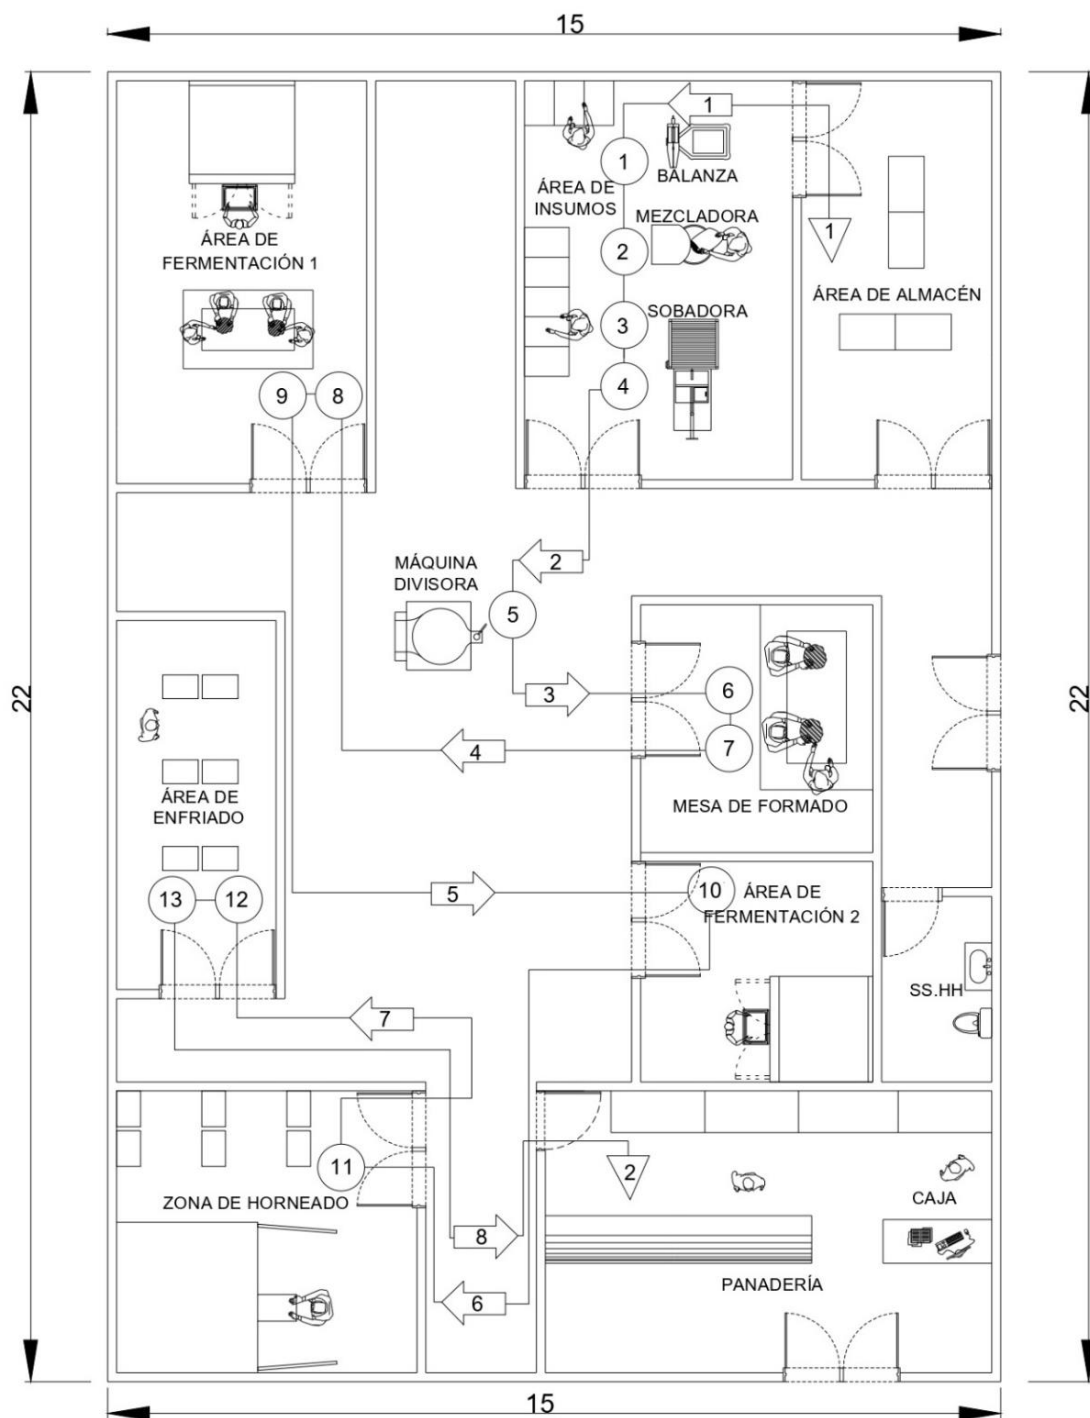 15
22
22
1
1
BALANZA
ÁREA DE
INSUMOS
MEZCLADORA
2
1
ÁREA DE
FERMENTACIÓN 1
ÁREA DE ALMACÉN
SOBADORA
3
4
9
8
MÁQUINA
DIVISORA
2
5
3
6
4
7
MESA DE FORMADO
ÁREA DE
ENFRIADO
13
12
5
10
ÁREA DE
FERMENTACIÓN 2
SS.HH
7
11
2
ZONA DE HORNEADO
CAJA
8
6
PANADERÍA
15